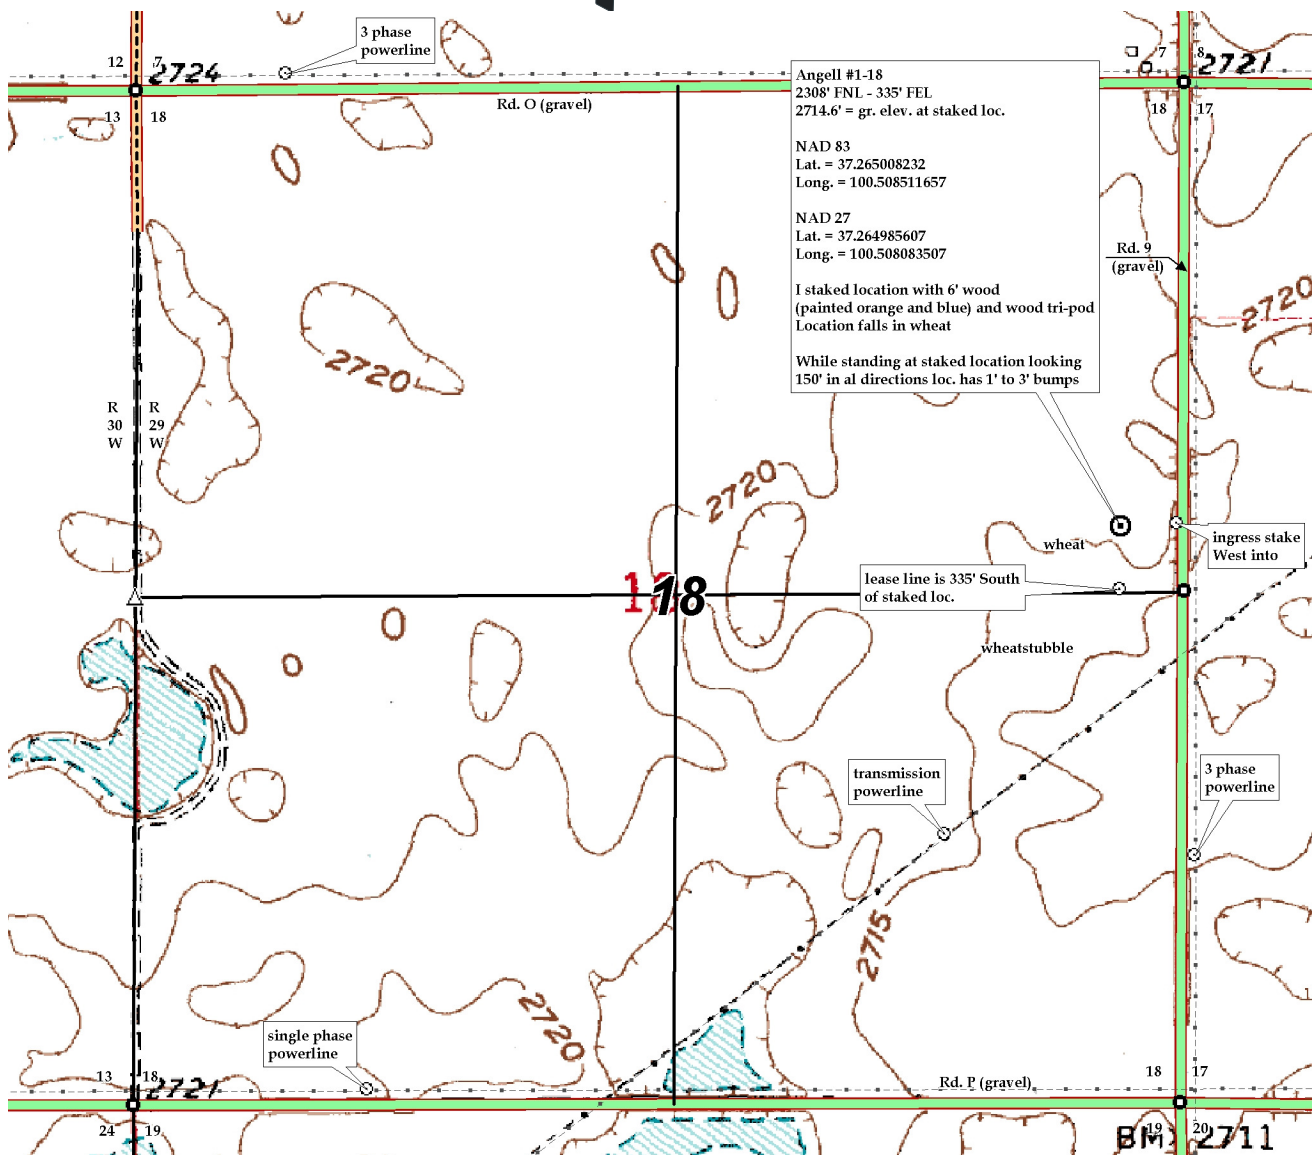 3 phase
powerline
12 7
2724
7 8
2721
13 18
Rd. O (gravel)
18 17
Angell #1-18
2308' FNL - 335' FEL
2714.6' = gr. elev. at staked loc.
NAD 83
Lat. = 37.265008232
Long. = 100.508511657
NAD 27
Lat. = 37.264985607
Long. = 100.508083507
I staked location with 6' wood
(painted orange and blue) and wood tri-pod
Location falls in wheat
While standing at staked location looking
150' in al directions loc. has 1' to 3' bumps
Rd. 9
(gravel)
2720
2720
R R
30 29
W W
2720
wheat
ingress stake
West into
lease line is 335' South
of staked loc.
18
18
wheatstubble
transmission
powerline
3 phase
powerline
2715
2720
single phase
powerline
13 18
2721
Rd. P (gravel)
18 17
24 19
19 20
BM 2711